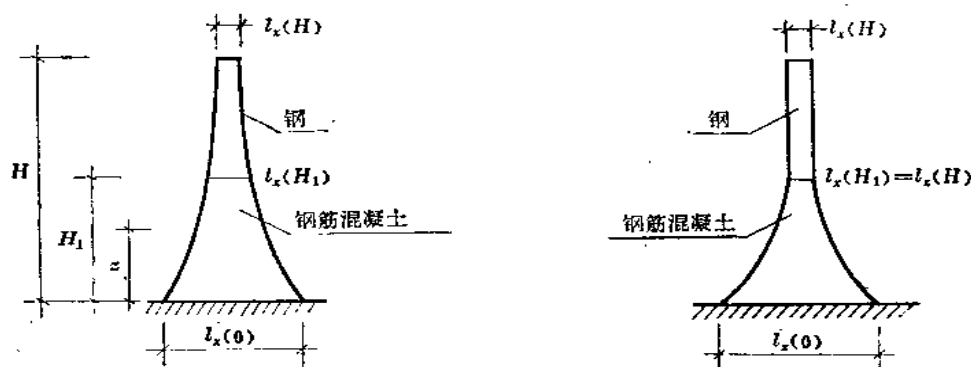 l_x(H)
钢
H
l_x(H_1)
钢筋混凝土
H_1
z
l_x(0)
l_x(H)
钢
l_x(H_1)=l_x(H)
钢筋混凝土
l_x(0)